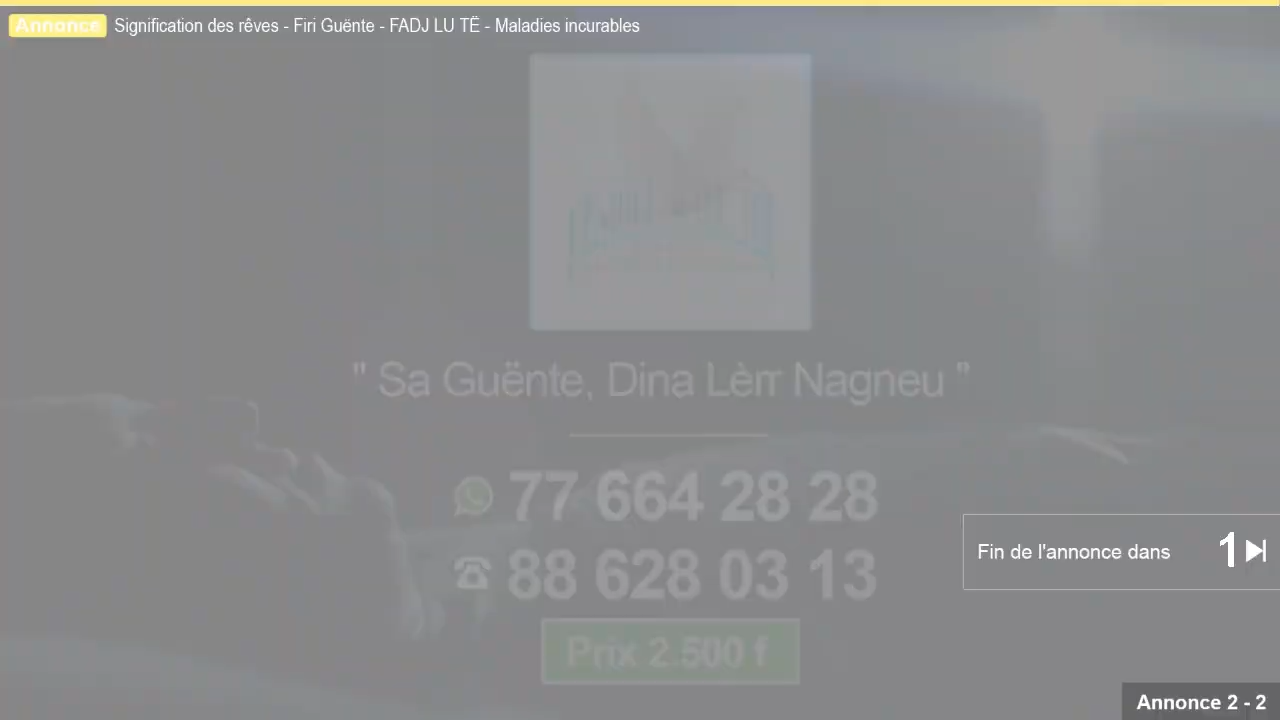 Annonce Signification des rêves - Firi Guënte - FADJ LU TË - Maladies incurables
" Sa Guënte, Dina Lèrr Nagneu "
77 664 28 28
88 628 03 13
Fin de l'annonce dans 1
Prix 2.500 f
Annonce 2 - 2